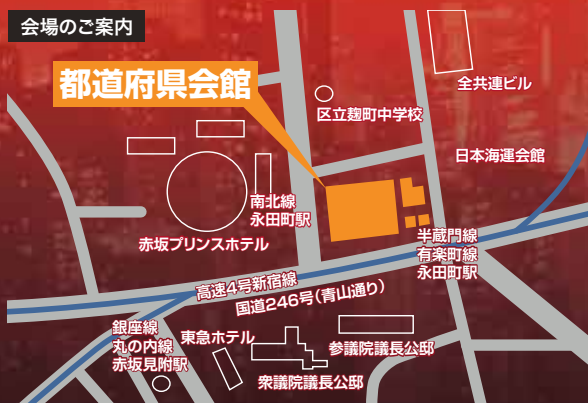 会場のご案内
都道府県会館
全共連ビル
区立麹町中学校
日本海運会館
南北線
永田町駅
赤坂プリンスホテル
半蔵門線
有楽町線
永田町駅
高速4号新宿線
国道246号(青山通り)
銀座線
丸の内線
赤坂見附駅
東急ホテル
参議院議長公邸
衆議院議長公邸